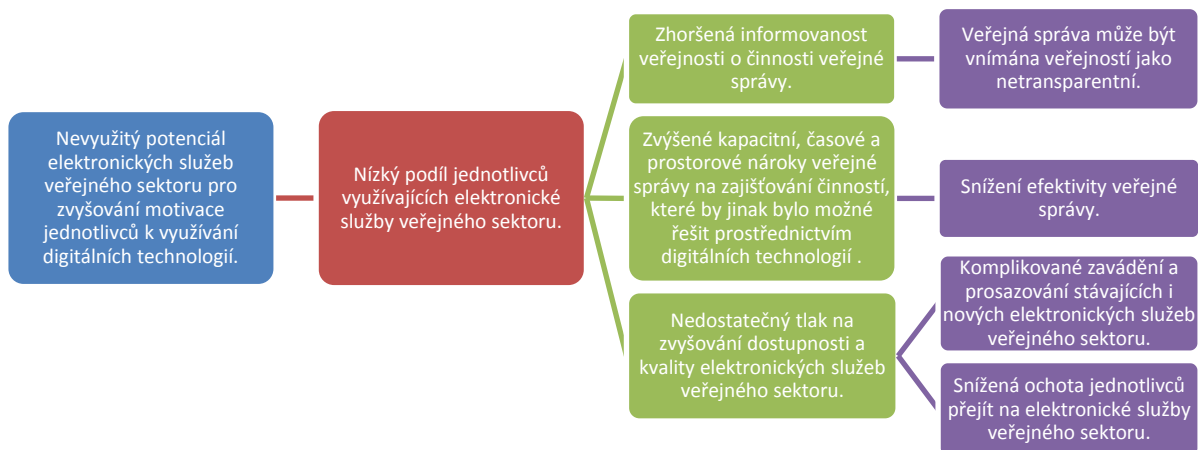 Nevyužitý potenciál
elektronických služeb
veřejného sektoru pro
zvyšování motivace
jednotlivců k využívání
digitálních technologií.
Nízký podíl jednotlivců
využívajících elektronické
služby veřejného sektoru.
Zhoršená informovanost
veřejnosti o činnosti veřejné
správy.
Veřejná správa může být
vnímána veřejností jako
netransparentní.
Zvýšené kapacitní, časové a
prostorové nároky veřejné
správy na zajišťování činností,
které by jinak bylo možné
řešit prostřednictvím
digitálních technologií .
Snížení efektivity veřejné
správy.
Nedostatečný tlak na
zvyšování dostupnosti a
kvality elektronických služeb
veřejného sektoru.
Komplikované zavádění a
prosazování stávajících i
nových elektronických služeb
veřejného sektoru.
Snížená ochota jednotlivců
přejít na elektronické služby
veřejného sektoru.